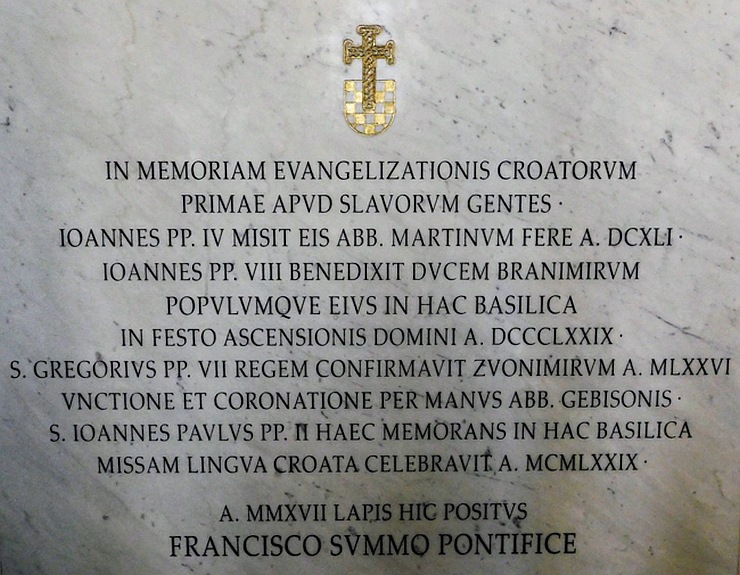 IN MEMORIAM EVANGELIZATIONIS CROATORVM
PRIMAE APVD SLAVORVM GENTES ·
IOANNES PP. IV MISIT EIS ABB. MARTINVM FERE A. DCXLI ·
IOANNES PP. VIII BENEDIXIT DVCEM BRANIMIRVM
POPVLVMQVE EIVS IN HAC BASILICA
IN FESTO ASCENSIONIS DOMINI A. DCCCLXXIX ·
S. GREGORIVS PP. VII REGEM CONFIRMAVIT ZVONIMIRVM A. MLXXVI
VNCTIONE ET CORONATIONE PER MANVS ABB. GEBISONIS ·
S. IOANNES PAVLVS PP. II HAEC MEMORANS IN HAC BASILICA
MISSAM LINGVA CROATA CELEBRAVIT A. MCMLXXIX ·
A. MMXVII LAPIS HIC POSITVS
FRANCISCO SVMMO PONTIFICE